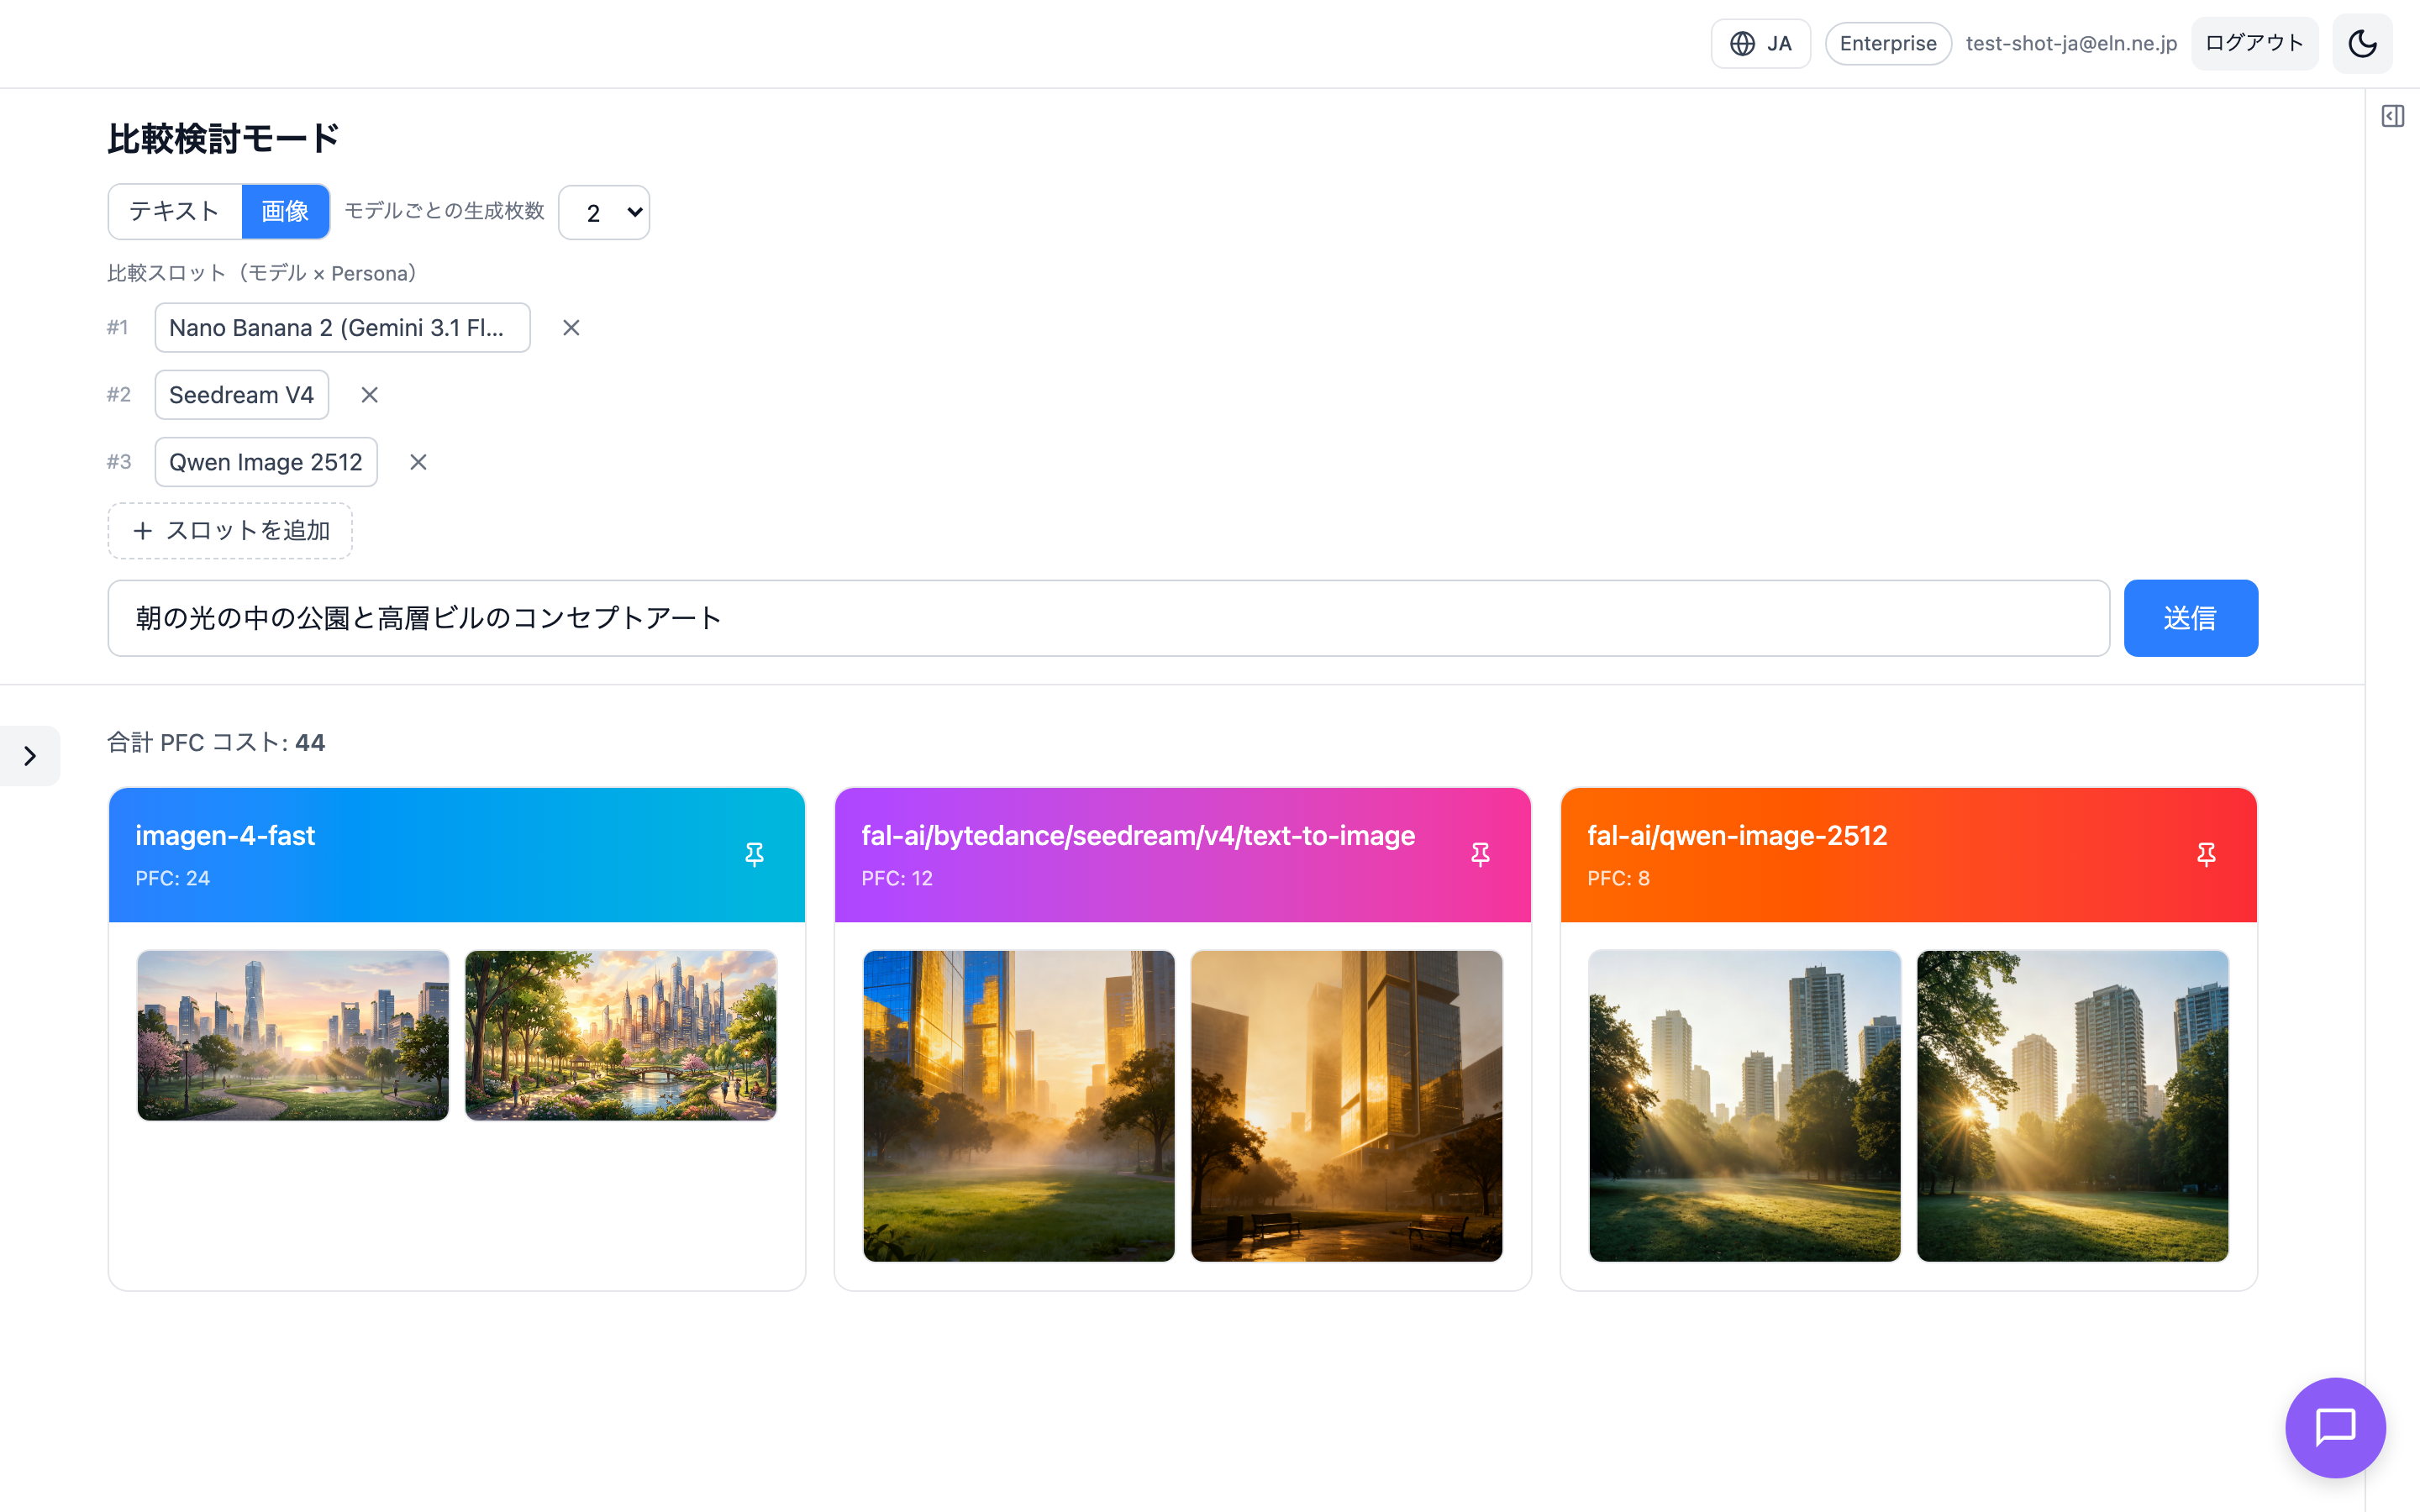 JA
Enterprise
test-shot-ja@eln.ne.jp
ログアウト
比較検討モード
テキスト
画像
モデルごとの生成枚数
2
比較スロット（モデル × Persona）
#1 Nano Banana 2 (Gemini 3.1 Fl...
#2 Seedream V4
#3 Qwen Image 2512
スロットを追加
朝の光の中の公園と高層ビルのコンセプトアート
送信
合計 PFC コスト: 44
imagen-4-fast
PFC: 24
fal-ai/bytedance/seedream/v4/text-to-image
PFC: 12
fal-ai/qwen-image-2512
PFC: 8